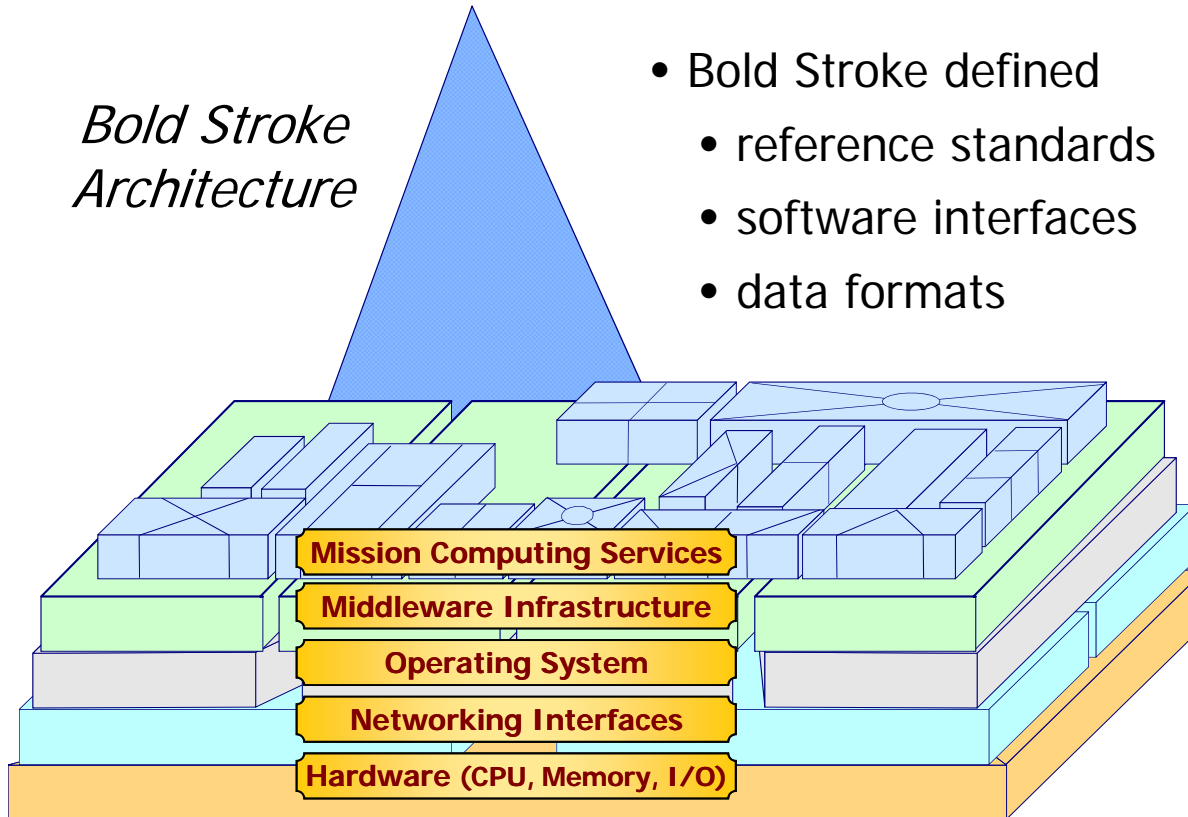 Bold Stroke
Architecture
• Bold Stroke defined
• reference standards
• software interfaces
• data formats
Mission Computing Services
Middleware Infrastructure
Operating System
Networking Interfaces
Hardware (CPU, Memory, I/O)